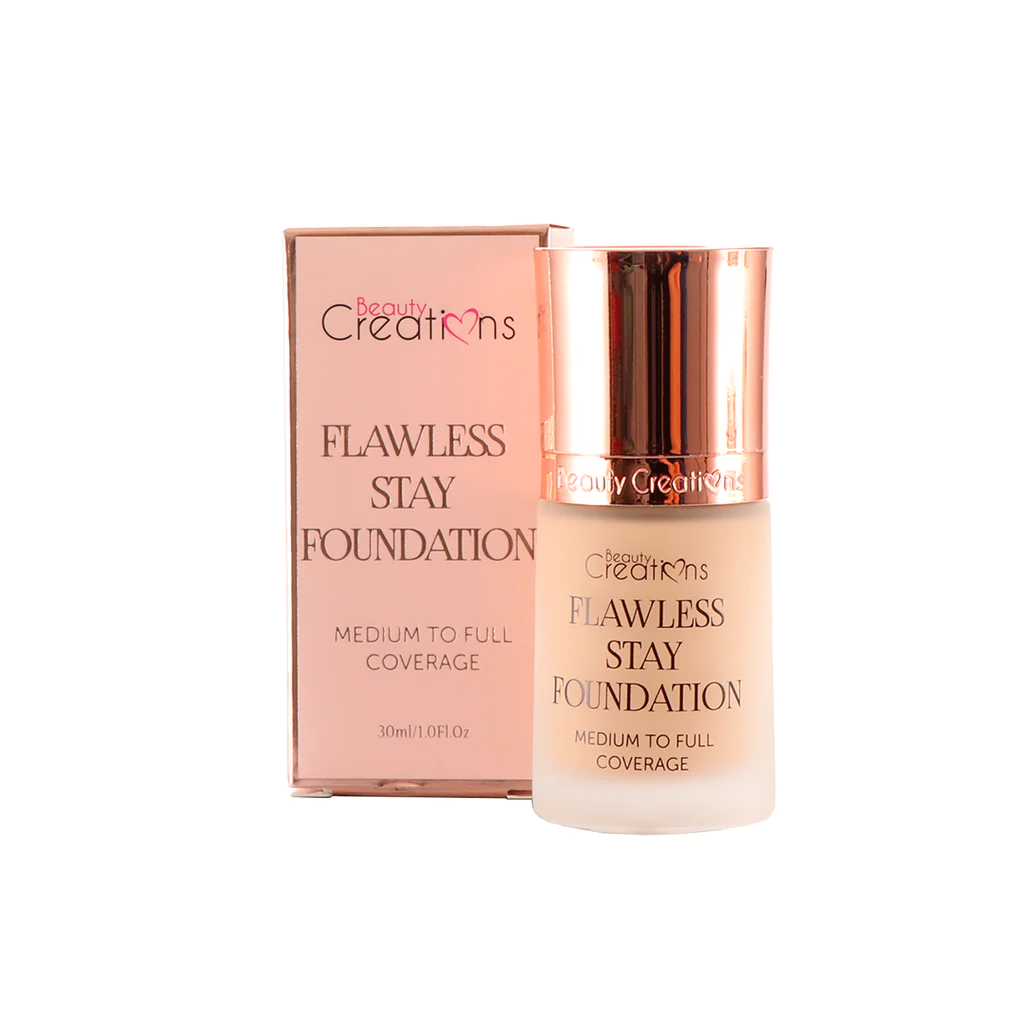 Beauty
Creations
FLAWLESS
STAY
FOUNDATION
MEDIUM TO FULL
COVERAGE
30ml/1.0Fl.Oz
Beauty Creations
Beauty
Creations
FLAWLESS
STAY
FOUNDATION
MEDIUM TO FULL
COVERAGE